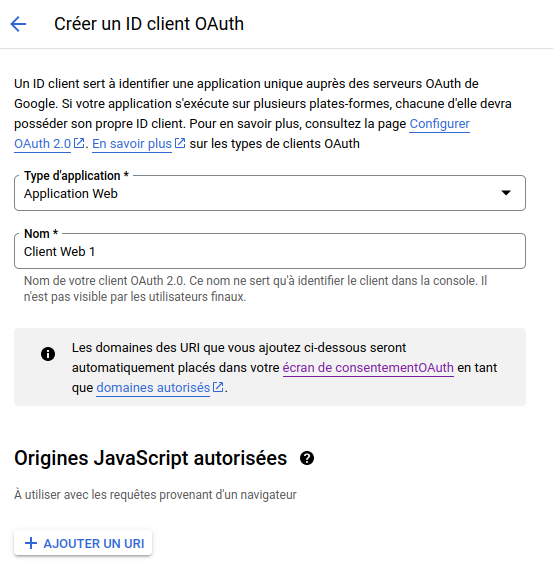 Créer un ID client OAuth
Un ID client sert à identifier une application unique auprès des serveurs OAuth de
Google. Si votre application s'exécute sur plusieurs plates-formes, chacune d'elle devra
posséder son propre ID client. Pour en savoir plus, consultez la page Configurer
OAuth 2.0. En savoir plus sur les types de clients OAuth
Type d'application *
Application Web
Nom *
Client Web 1
Nom de votre client OAuth 2.0. Ce nom ne sert qu'à identifier le client dans la console. Il
n'est pas visible par les utilisateurs finaux.
Les domaines des URI que vous ajoutez ci-dessous seront
automatiquement placés dans votre écran de consentementOAuth en tant
que domaines autorisés.
Origines JavaScript autorisées
À utiliser avec les requêtes provenant d'un navigateur
AJOUTER UN URI